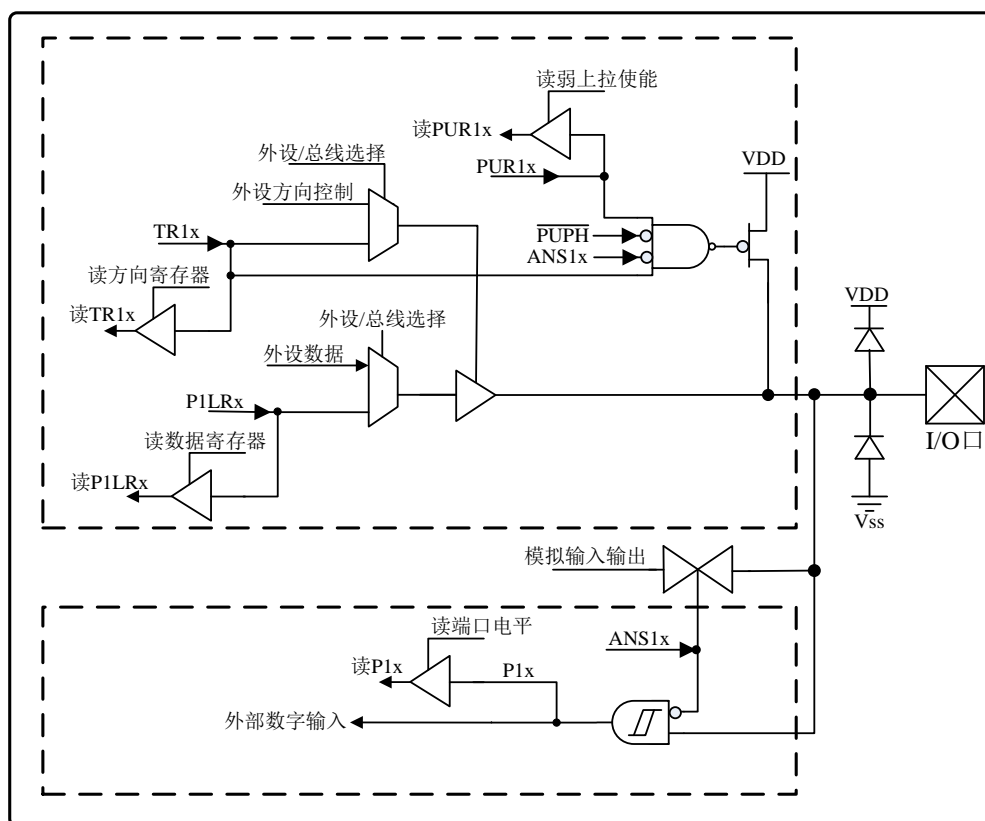 读弱上拉使能
读PUR1x
外设/总线选择
VDD
PUR1x
外设方向控制
TR1x
PUPH
ANS1x
读方向寄存器
VDD
读TR1x
外设/总线选择
外设数据
P1LRx
读数据寄存器
I/O口
读P1LRx
Vss
模拟输入输出
读端口电平
ANS1x
读P1x
P1x
外部数字输入